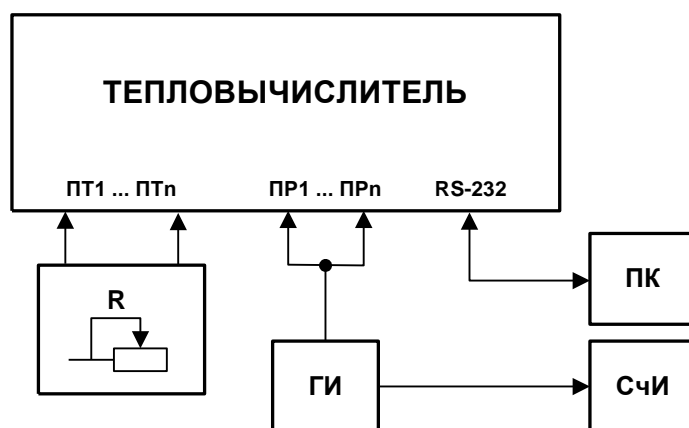 ТЕПЛОВЫЧИСЛИТЕЛЬ
ПТ1 ... ПТn ПР1 ... ПРn RS-232
R
ПК
ГИ
СчИ